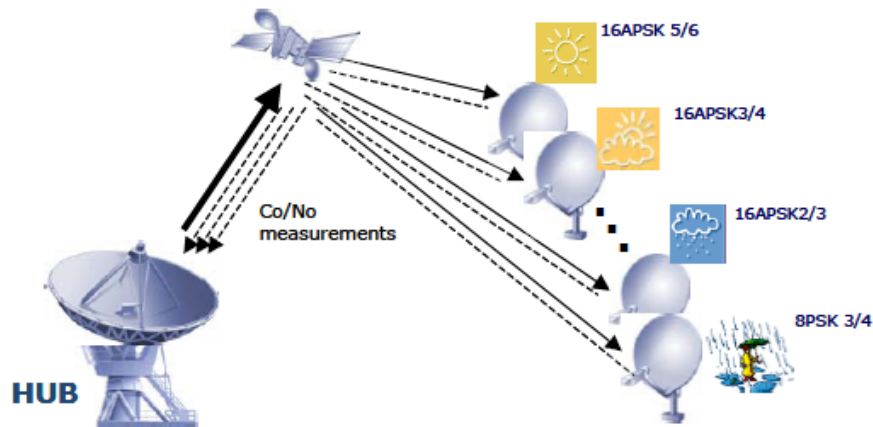 16APSK 5/6
16APSK3/4
Co/No
measurements
16APSK2/3
8PSK 3/4
HUB